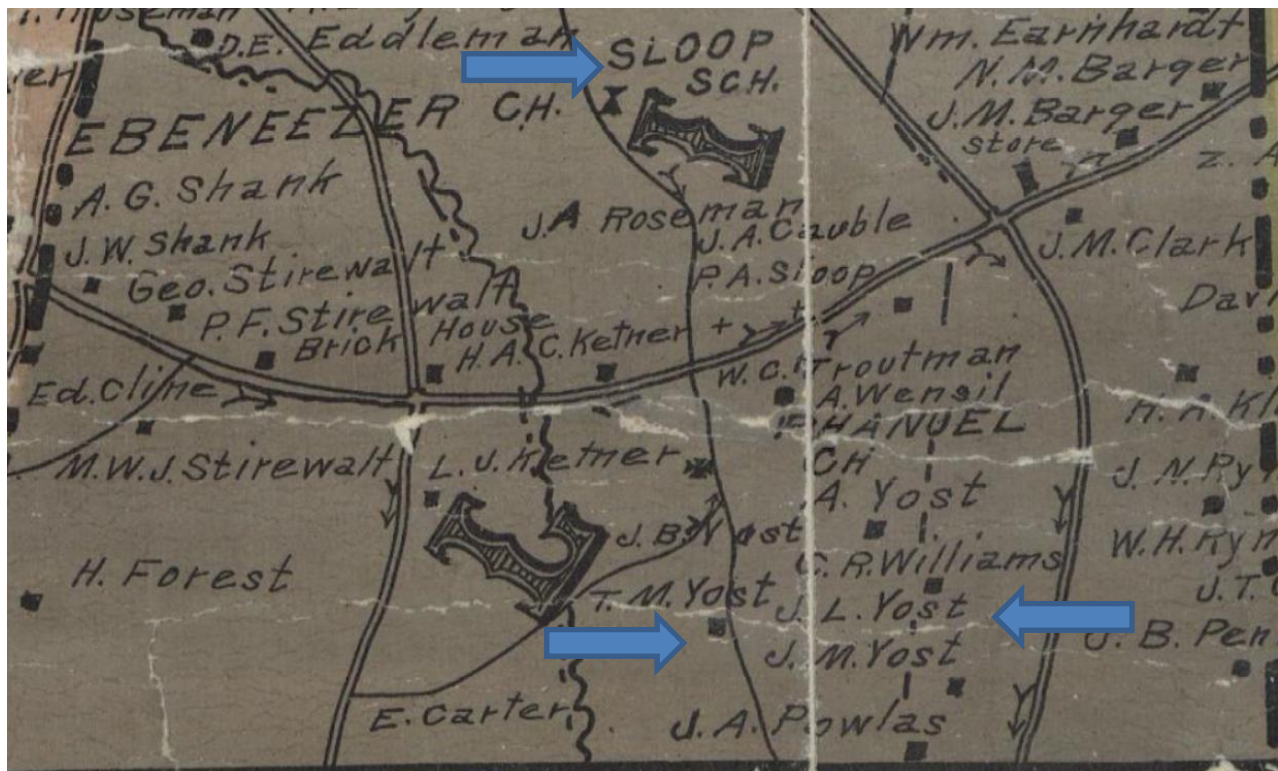 D.E. Eddleman
SLOOP
SCH.
Wm. Earnhardt
N.M. Barger
J.M. Barger
store
EBENEEZER CH.
A.G. Shank
J.W. Shank
Geo. Stirewalt
P.F. Stirewalt
Brick House
J.A Roseman
J.A. Cauble
P.A. Sloop
J.M. Clark
H.A.C. Ketner
Ed. Cline
W.C. Troutman
A. Wensil
CH
M.W.J. Stirewalt
L.J. Ketner
A. Yost
J.B. Yost
C.R. Williams
H. Forest
T.M. Yost
J.L. Yost
J.M. Yost
E. Carter
J.A. Powlas
J. N. Ry
W.H. Ryn
J.T.
J. B. Pen